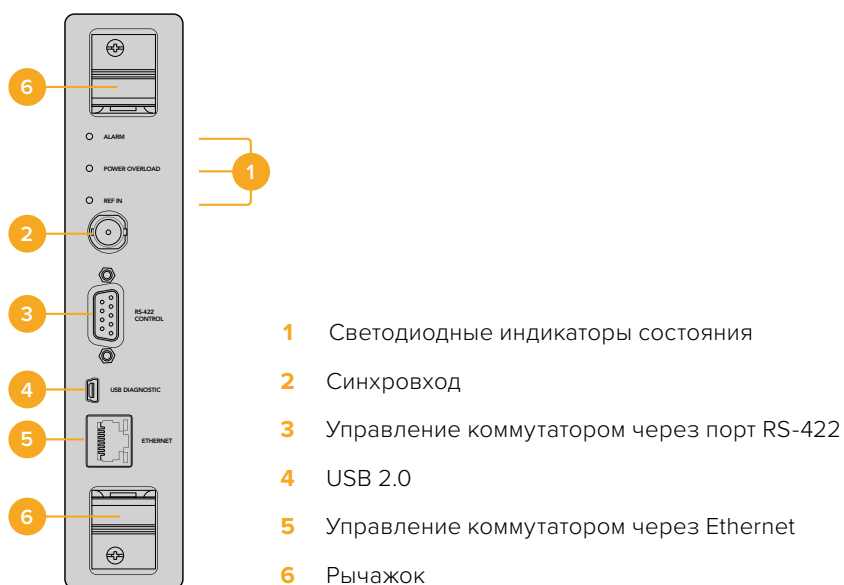 6
ALARM
POWER OVERLOAD
1
REF IN
2
3
RS-422
CONTROL
4
USB DIAGNOSTIC
5
ETHERNET
6
1 Светодиодные индикаторы состояния
2 Синхровход
3 Управление коммутатором через порт RS-422
4 USB 2.0
5 Управление коммутатором через Ethernet
6 Рычажок